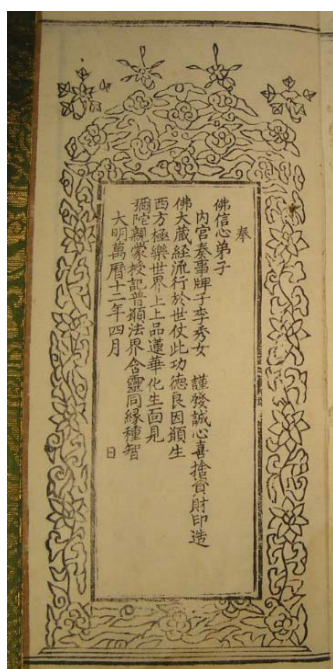 奉
佛信心弟子
內官奏事牌子李秀女　謹發誠心喜捨資財印造
佛大藏經流行於世仗此功德良因願生
西方極樂世界上上品蓮華化生面見
彌陀親蒙授記普願法界含靈同緣種智
大明萬曆十二年四月　日